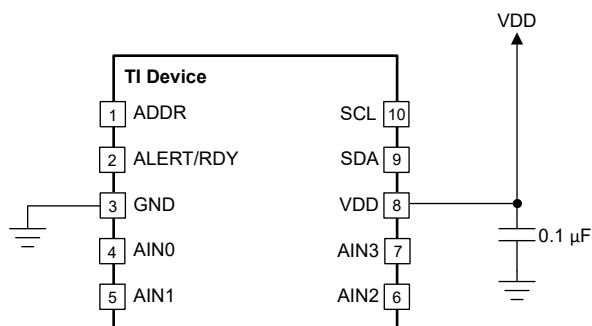 VDD
TI Device
1 ADDR SCL 10
2 ALERT/RDY SDA 9
3 GND VDD 8
0.1 μF
4 AIN0 AIN3 7
5 AIN1 AIN2 6